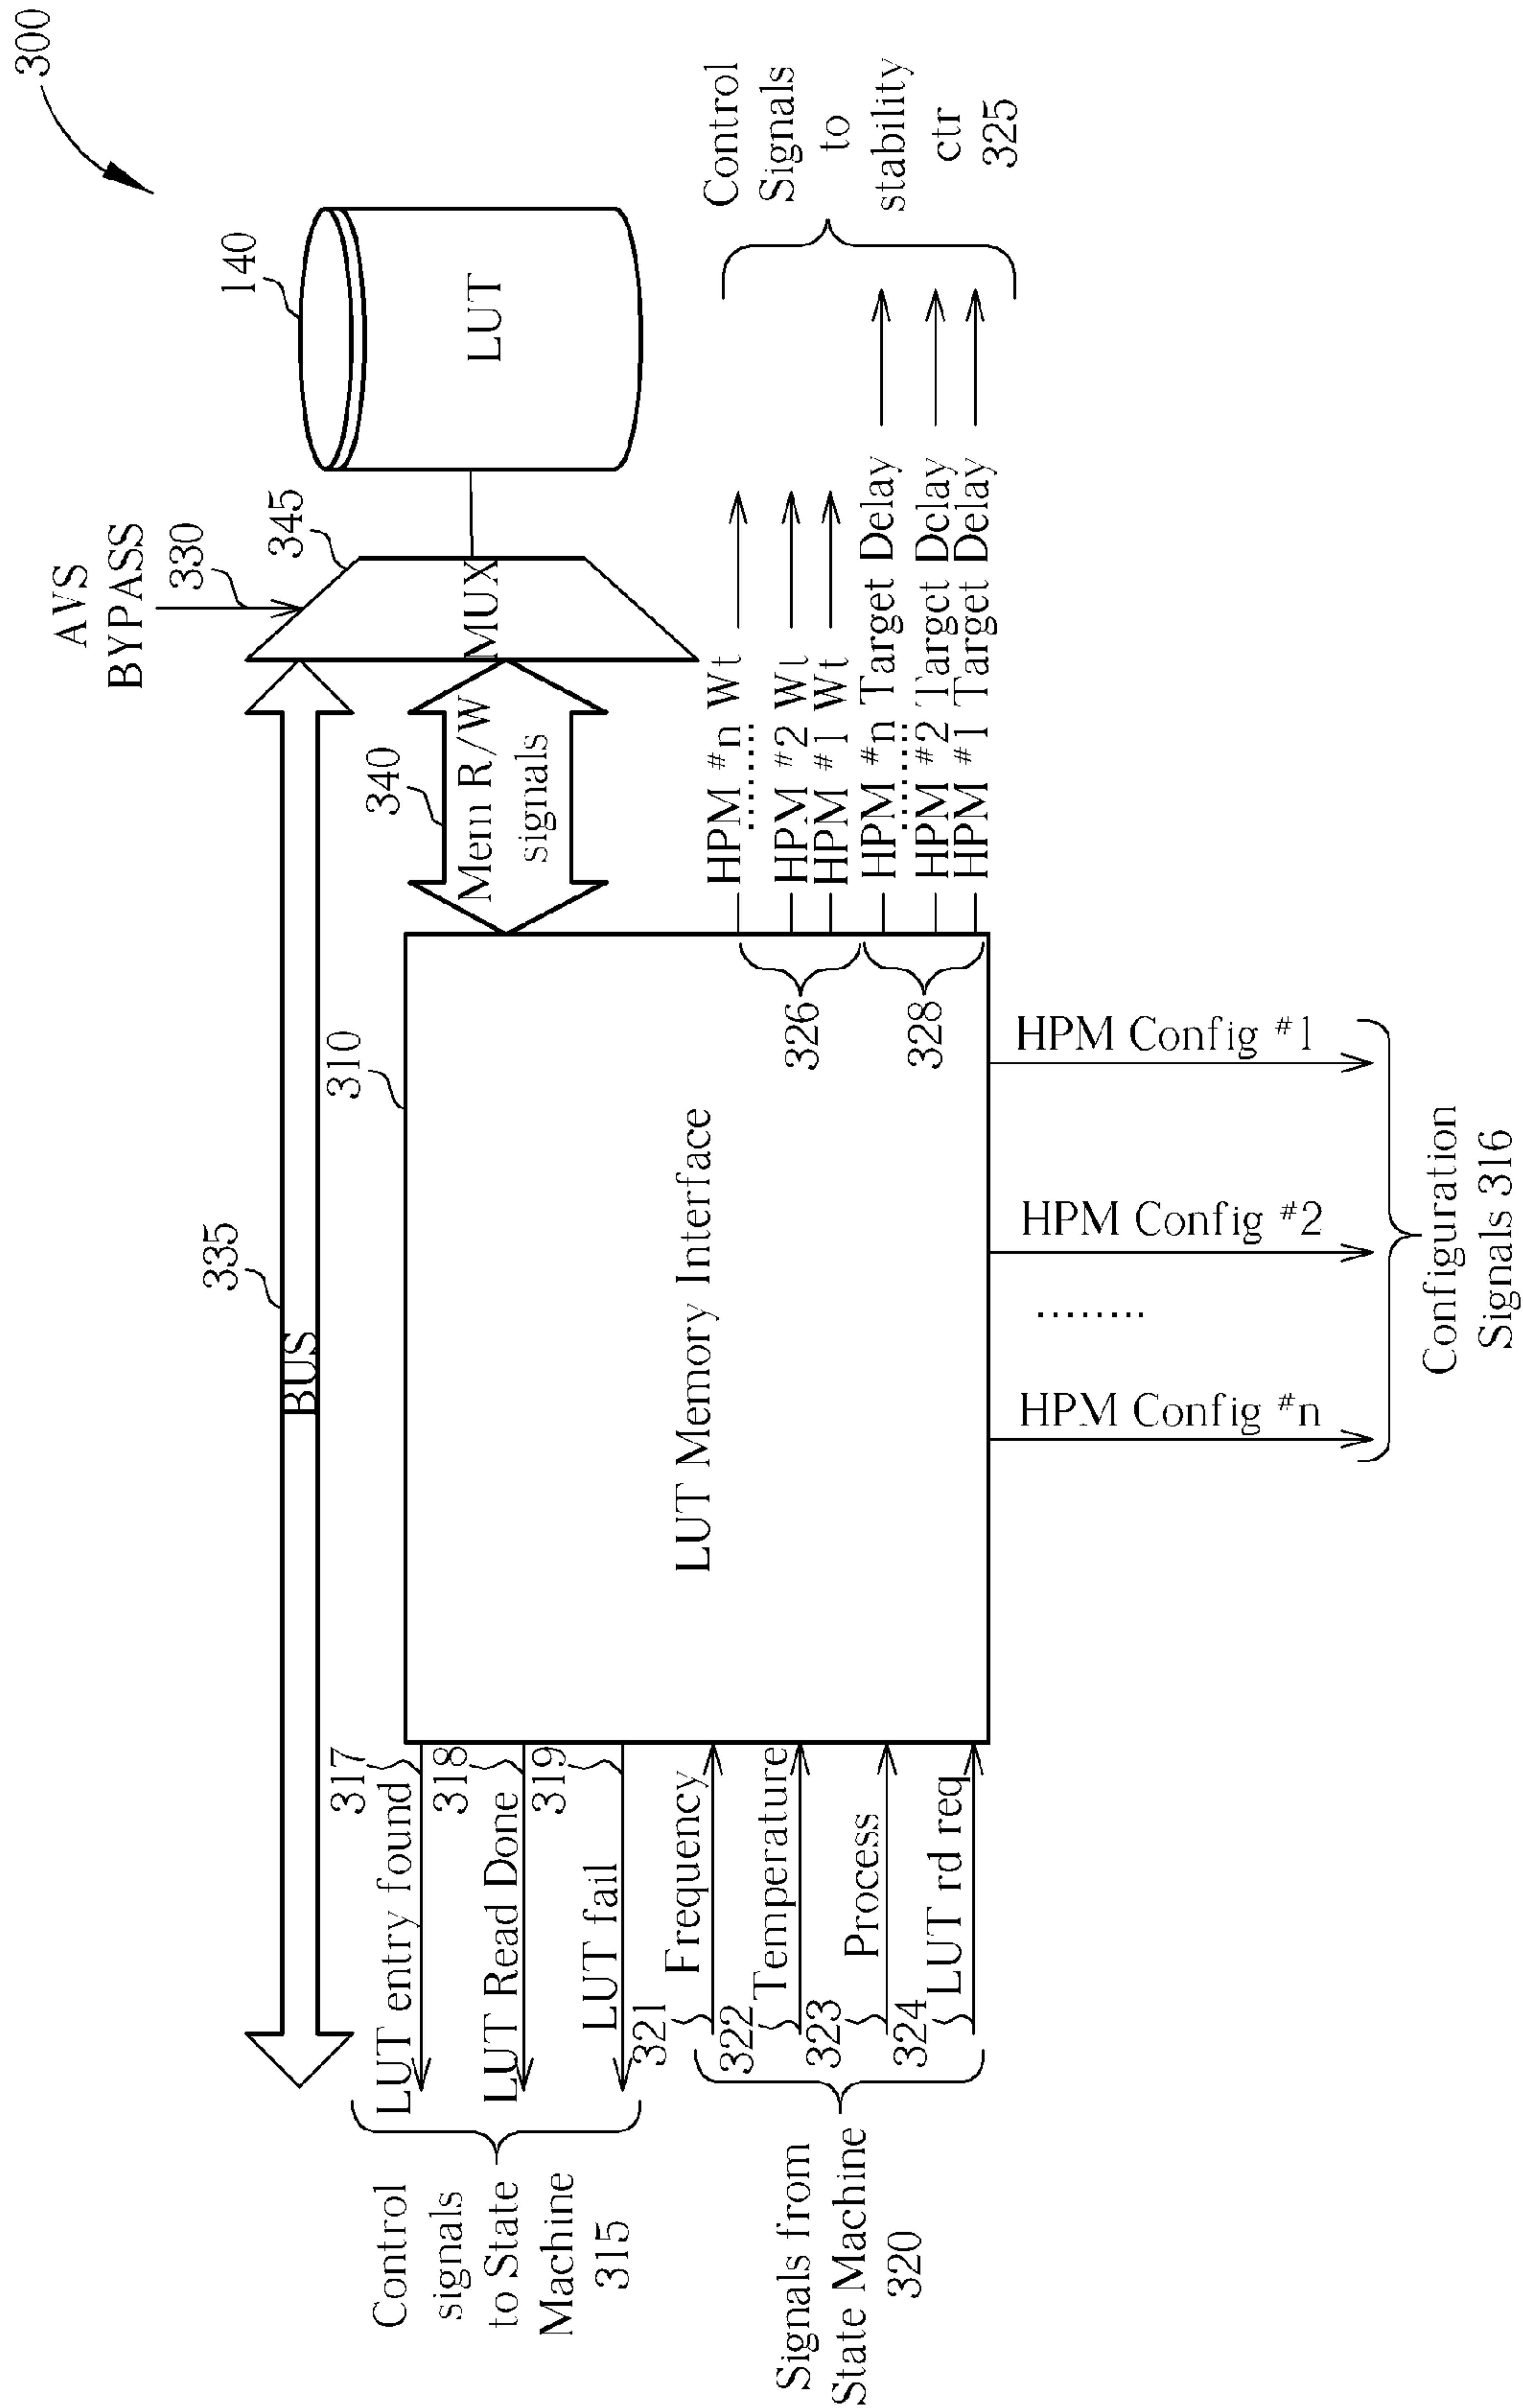 300
AVS
BYPASS
330
345
140
335
BUS
340
Mem R/W
signals
MUX
LUT
310
LUT Memory Interface
Control
signals
to State
Machine
315
LUT entry found
317
LUT Read Done
318
LUT fail
319
Signals from
State Machine
320
321
Frequency
322
Temperature
323
Process
324
LUT rd req
326
328
HPM #n Wt
........
HPM #2 Wt
HPM #1 Wt
HPM #n Target Delay
........
HPM #2 Target Delay
HPM #1 Target Delay
Control
Signals
to
stability
ctr
325
HPM Config #n
........
HPM Config #2
HPM Config #1
Configuration
Signals 316